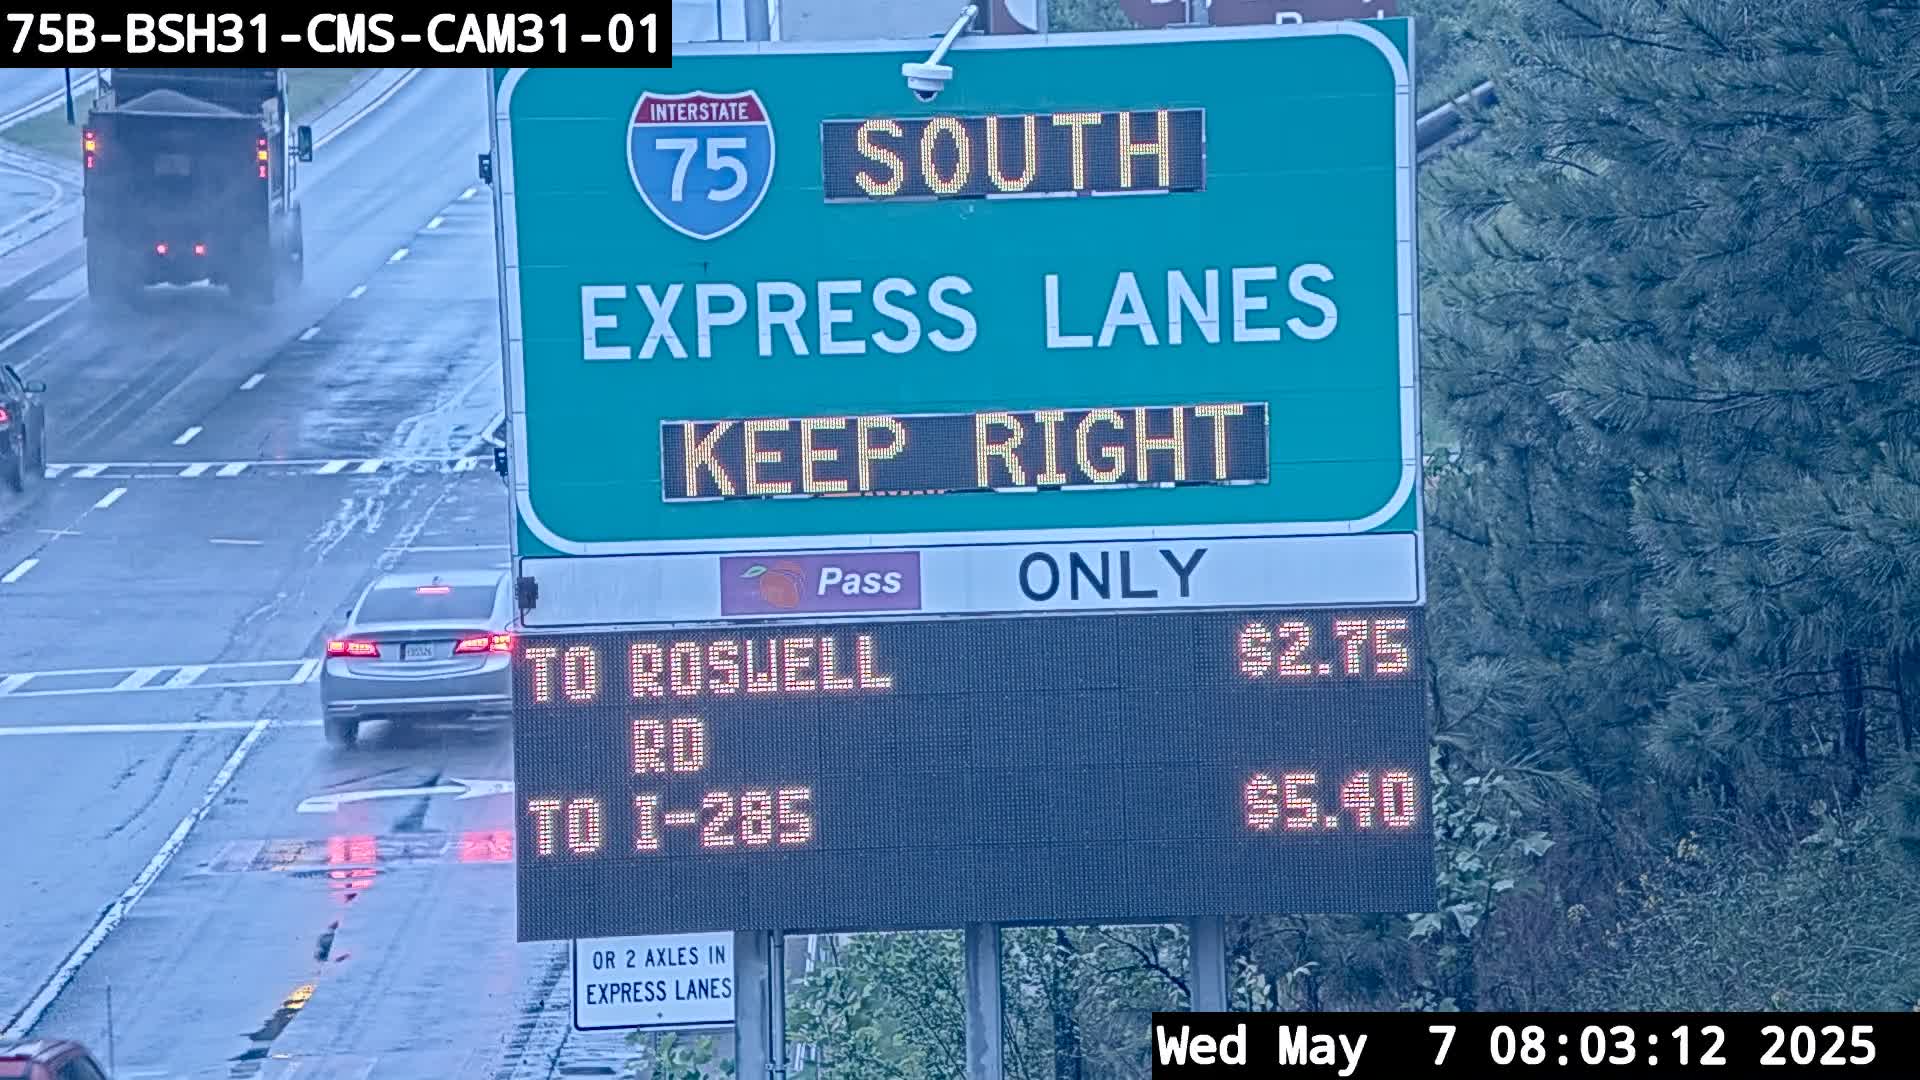 75B-BSH31-CMS-CAM31-01
INTERSTATE
75
SOUTH
EXPRESS LANES
KEEP RIGHT
Pass
ONLY
TO ROSWELL $2.75
RD
TO I-285 $5.40
OR 2 AXLES IN
EXPRESS LANES
Wed May 7 08:03:12 2025